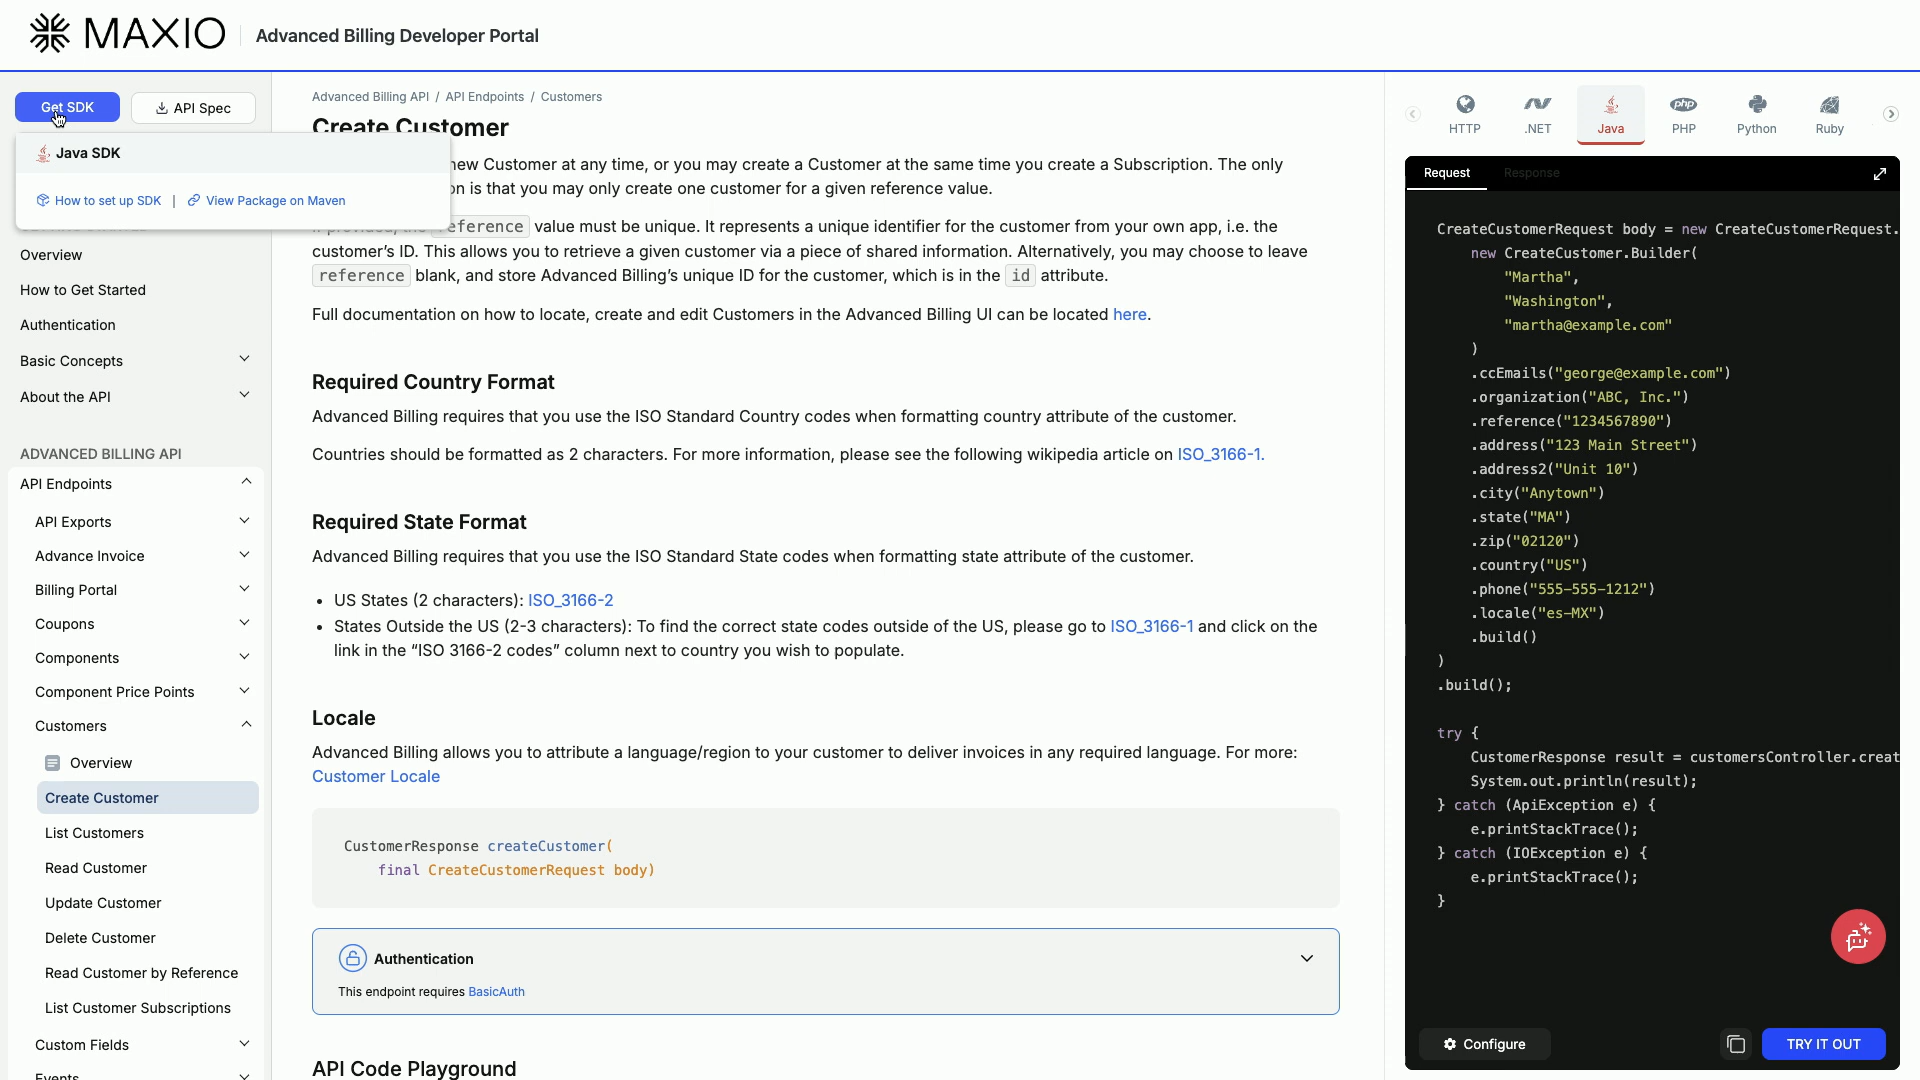 MAXIO
Advanced Billing Developer Portal
Get SDK
API Spec
Java SDK
How to set up SDK | View Package on Maven
Overview
How to Get Started
Authentication
Basic Concepts
About the API
ADVANCED BILLING API
API Endpoints
API Exports
Advance Invoice
Billing Portal
Coupons
Components
Component Price Points
Customers
Overview
Create Customer
List Customers
Read Customer
Update Customer
Delete Customer
Read Customer by Reference
List Customer Subscriptions
Custom Fields
Events
Advanced Billing API / API Endpoints / Customers
Create Customer
new Customer at any time, or you may create a Customer at the same time you create a Subscription. The only
is that you may only create one customer for a given reference value.
reference value must be unique. It represents a unique identifier for the customer from your own app, i.e. the
customer’s ID. This allows you to retrieve a given customer via a piece of shared information. Alternatively, you may choose to leave
reference blank, and store Advanced Billing’s unique ID for the customer, which is in the id attribute.
Full documentation on how to locate, create and edit Customers in the Advanced Billing UI can be located here.
Required Country Format
Advanced Billing requires that you use the ISO Standard Country codes when formatting country attribute of the customer.
Countries should be formatted as 2 characters. For more information, please see the following wikipedia article on ISO_3166-1.
Required State Format
Advanced Billing requires that you use the ISO Standard State codes when formatting state attribute of the customer.
• US States (2 characters): ISO_3166-2
• States Outside the US (2-3 characters): To find the correct state codes outside of the US, please go to ISO_3166-1 and click on the
link in the “ISO 3166-2 codes” column next to country you wish to populate.
Locale
Advanced Billing allows you to attribute a language/region to your customer to deliver invoices in any required language. For more:
Customer Locale
CustomerResponse createCustomer(
final CreateCustomerRequest body)
Authentication
This endpoint requires BasicAuth
API Code Playground
HTTP
.NET
Java
PHP
Python
Ruby
Request
Response
CreateCustomerRequest body = new CreateCustomerRequest.
new CreateCustomer.Builder(
"Martha",
"Washington",
"martha@example.com"
)
.ccEmails("george@example.com")
.organization("ABC, Inc.")
.reference("1234567890")
.address("123 Main Street")
.address2("Unit 10")
.city("Anytown")
.state("MA")
.zip("02120")
.country("US")
.phone("555-555-1212")
.locale("es-MX")
.build()
)
.build();
try {
CustomerResponse result = customersController.creat
System.out.println(result);
} catch (ApiException e) {
e.printStackTrace();
} catch (IOException e) {
e.printStackTrace();
}
Configure
TRY IT OUT